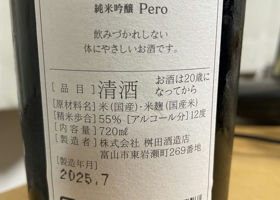 純米吟醸 Pero
飲みづかれしない
体にやさしいお酒です。
[品目] 清酒 お酒は20歳に
なってから
[原材料名] 米(国産)・米麹(国産米)
[精米歩合] 55% [アルコール分] 12度
[内容量] 720㎖
[製造者] 株式会社 桝田酒造店
富山市東岩瀬町269番地
[製造年月]
2025.7